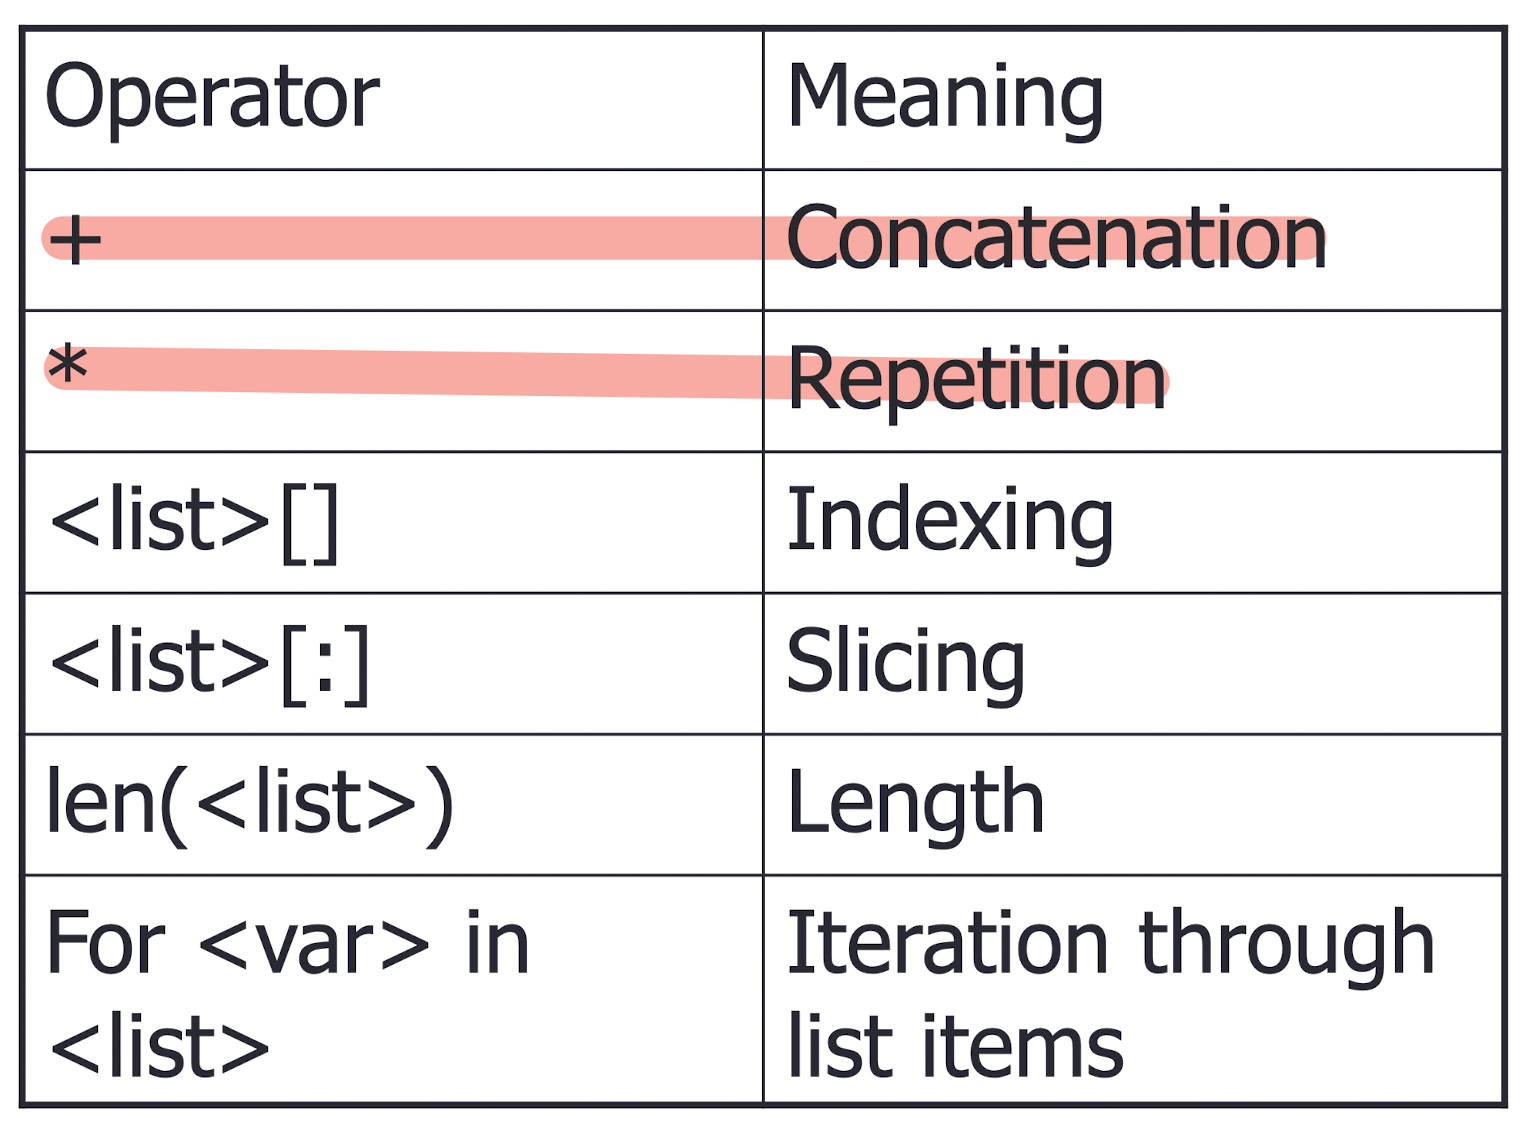 Operator Meaning
+ Concatenation
* Repetition
<list>[] Indexing
<list>[:] Slicing
len(<list>) Length
For <var> in
<list>
Iteration through
list items